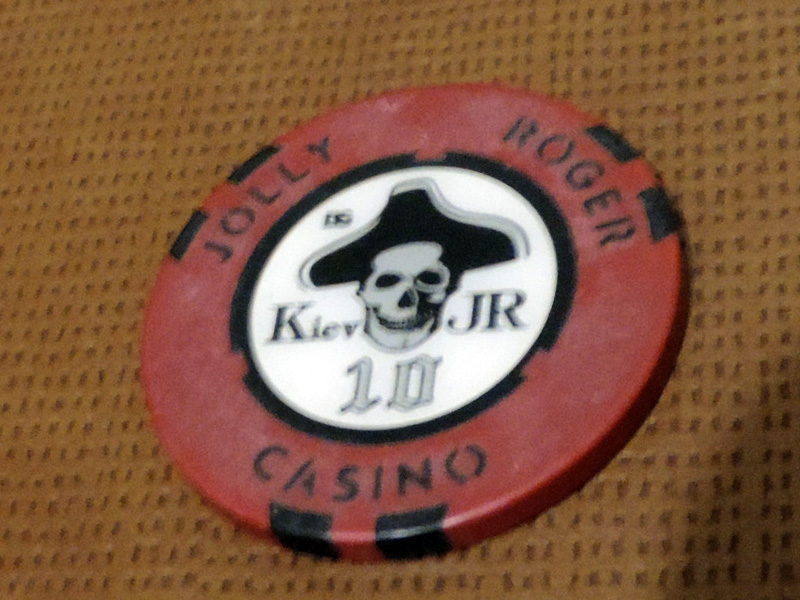 JOLLY ROGER
Kiev JR
10
CASINO